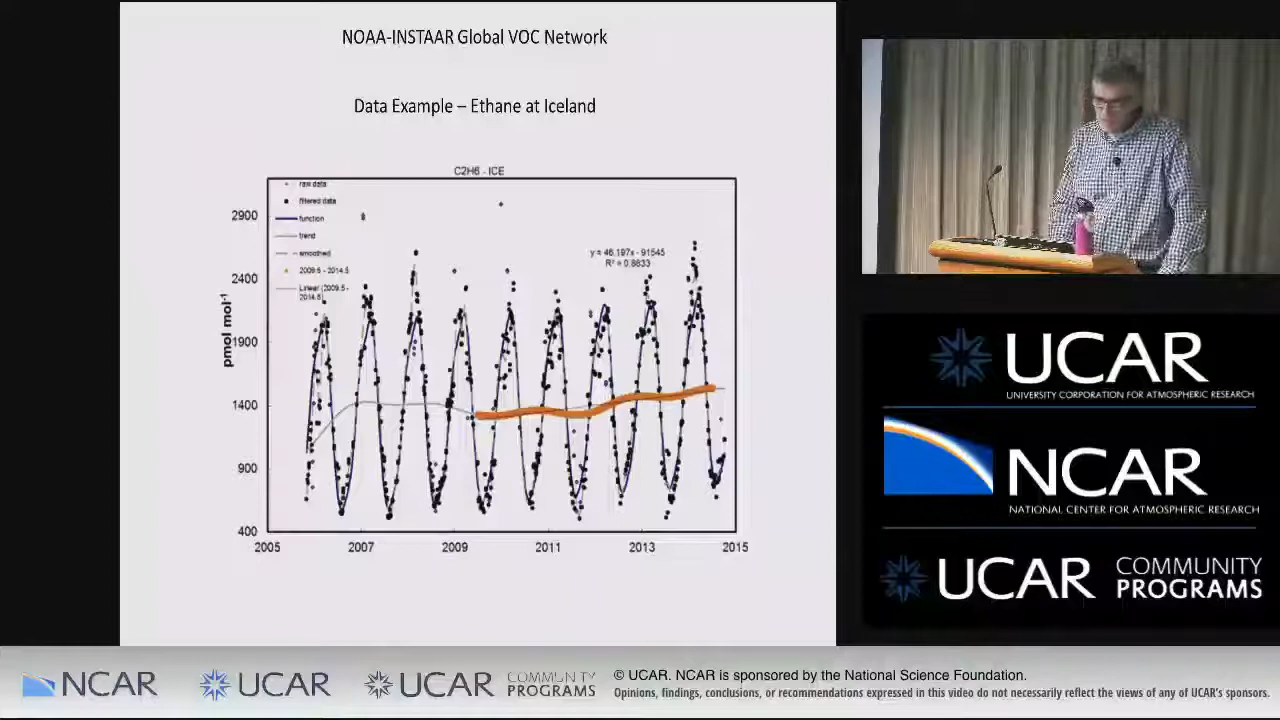 NOAA-INSTAAR Global VOC Network
Data Example – Ethane at Iceland
C2H6 - ICE
raw data
filtered data
function
trend
smoothed
2009.5 - 2014.5
Linear (2009.5 -
2014.5)
y = 46.197x - 91545
R² = 0.8633
pmol mol-1
2900
2400
1900
1400
900
400
2005
2007
2009
2011
2013
2015
UCAR
UNIVERSITY CORPORATION FOR ATMOSPHERIC RESEARCH
NCAR
NATIONAL CENTER FOR ATMOSPHERIC RESEARCH
UCAR
COMMUNITY
PROGRAMS
NCAR
UCAR
UCAR
COMMUNITY
PROGRAMS
© UCAR. NCAR is sponsored by the National Science Foundation.
Opinions, findings, conclusions, or recommendations expressed in this video do not necessarily reflect the views of any of UCAR's sponsors.